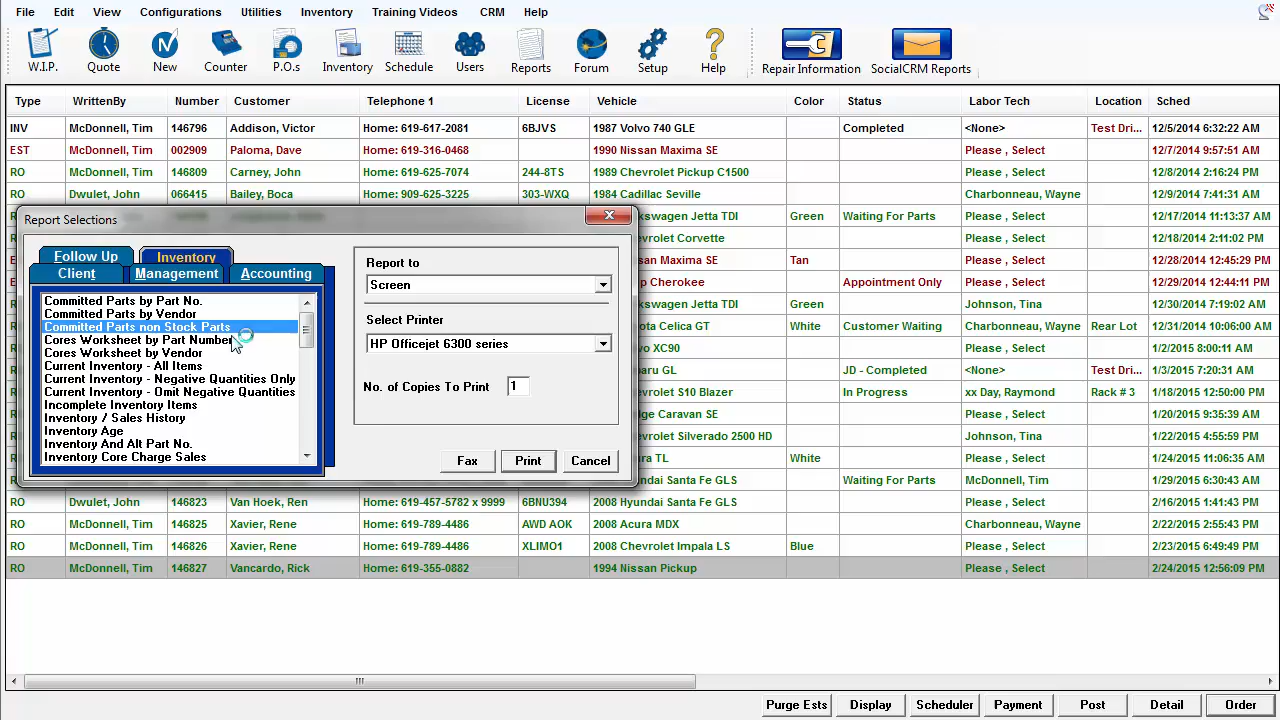 File Edit View Configurations Utilities Inventory Training Videos CRM Help
W.I.P. Quote New Counter P.O.s Inventory Schedule Users Reports Forum Setup Help Repair Information SocialCRM Reports
Type WrittenBy Number Customer Telephone 1 License Vehicle Color Status Labor Tech Location Sched
INV McDonnell, Tim 146796 Addison, Victor Home: 619-617-2081 6BJVS 1987 Volvo 740 GLE Completed <None> Test Dri... 12/5/2014 6:32:22 AM
EST McDonnell, Tim 002909 Paloma, Dave Home: 619-316-0468 1990 Nissan Maxima SE Please , Select 12/7/2014 9:57:51 AM
RO McDonnell, Tim 146809 Carney, John Home: 619-625-7074 244-8TS 1989 Chevrolet Pickup C1500 Please , Select 12/8/2014 2:16:24 PM
RO Dwulet, John 066415 Bailey, Boca Home: 909-625-3225 303-WXQ 1984 Cadillac Seville Charbonneau, Wayne 12/9/2014 7:41:31 AM
kswagen Jetta TDI Green Waiting For Parts Please , Select 12/17/2014 11:13:37 AM
evrolet Corvette Please , Select 12/18/2014 2:11:02 PM
san Maxima SE Tan Please , Select 12/28/2014 12:45:29 PM
p Cherokee Appointment Only Please , Select 12/29/2014 12:44:11 PM
kswagen Jetta TDI Green Johnson, Tina 12/30/2014 7:19:02 AM
ota Celica GT White Customer Waiting Please , Select Rear Lot 12/31/2014 10:06:00 AM
vo XC90 Please , Select 1/2/2015 12:23:01 PM
aru GL JD - Completed <None> Test Dri... 1/3/2015 7:20:31 AM
evrolet S10 Blazer In Progress xx Day, Raymond Rack # 3 1/8/2015 12:50:00 PM
dge Caravan SE Please , Select 1/20/2015 9:35:39 AM
evrolet Silverado 2500 HD Johnson, Tina 1/22/2015 4:55:59 PM
ura TL White Please , Select 1/24/2015 11:06:35 AM
undai Santa Fe GLS Waiting For Parts McDonnell, Tim 1/29/2015 6:30:43 AM
RO Dwulet, John 146823 Van Hoek, Ren Home: 619-457-5782 x 9999 6BNU394 2008 Hyundai Santa Fe GLS Please , Select 2/16/2015 1:41:43 PM
RO McDonnell, Tim 146825 Xavier, Rene Home: 619-789-4486 AWD AOK 2008 Acura MDX Charbonneau, Wayne 2/22/2015 2:55:43 PM
RO McDonnell, Tim 146826 Xavier, Rene Home: 619-789-4486 XLIMO1 2008 Chevrolet Impala LS Blue Please , Select 2/23/2015 6:49:49 PM
RO McDonnell, Tim 146827 Vancardo, Rick Home: 619-355-0882 1994 Nissan Pickup Please , Select 2/24/2015 12:56:09 PM
Report Selections
Follow Up Inventory
Client Management Accounting
Committed Parts by Part No.
Committed Parts by Vendor
Committed Parts non Stock Parts
Cores Worksheet by Part Number
Cores Worksheet by Vendor
Current Inventory - All Items
Current Inventory - Negative Quantities Only
Current Inventory - Omit Negative Quantities
Incomplete Inventory Items
Inventory / Sales History
Inventory Age
Inventory And Alt Part No.
Inventory Core Charge Sales
Report to
Screen
Select Printer
HP Officejet 6300 series
No. of Copies To Print 1
Fax Print Cancel
Purge Ests Display Scheduler Payment Post Detail Order